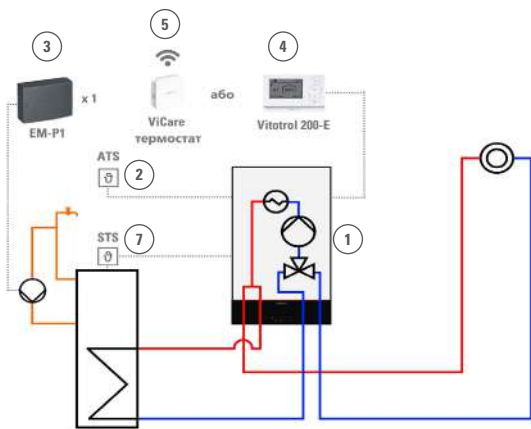 3
5
4
x 1
EM-P1
ViCare
термостат
або
Vitotrol 200-E
ATS
2
ϑ
STS
7
ϑ
1